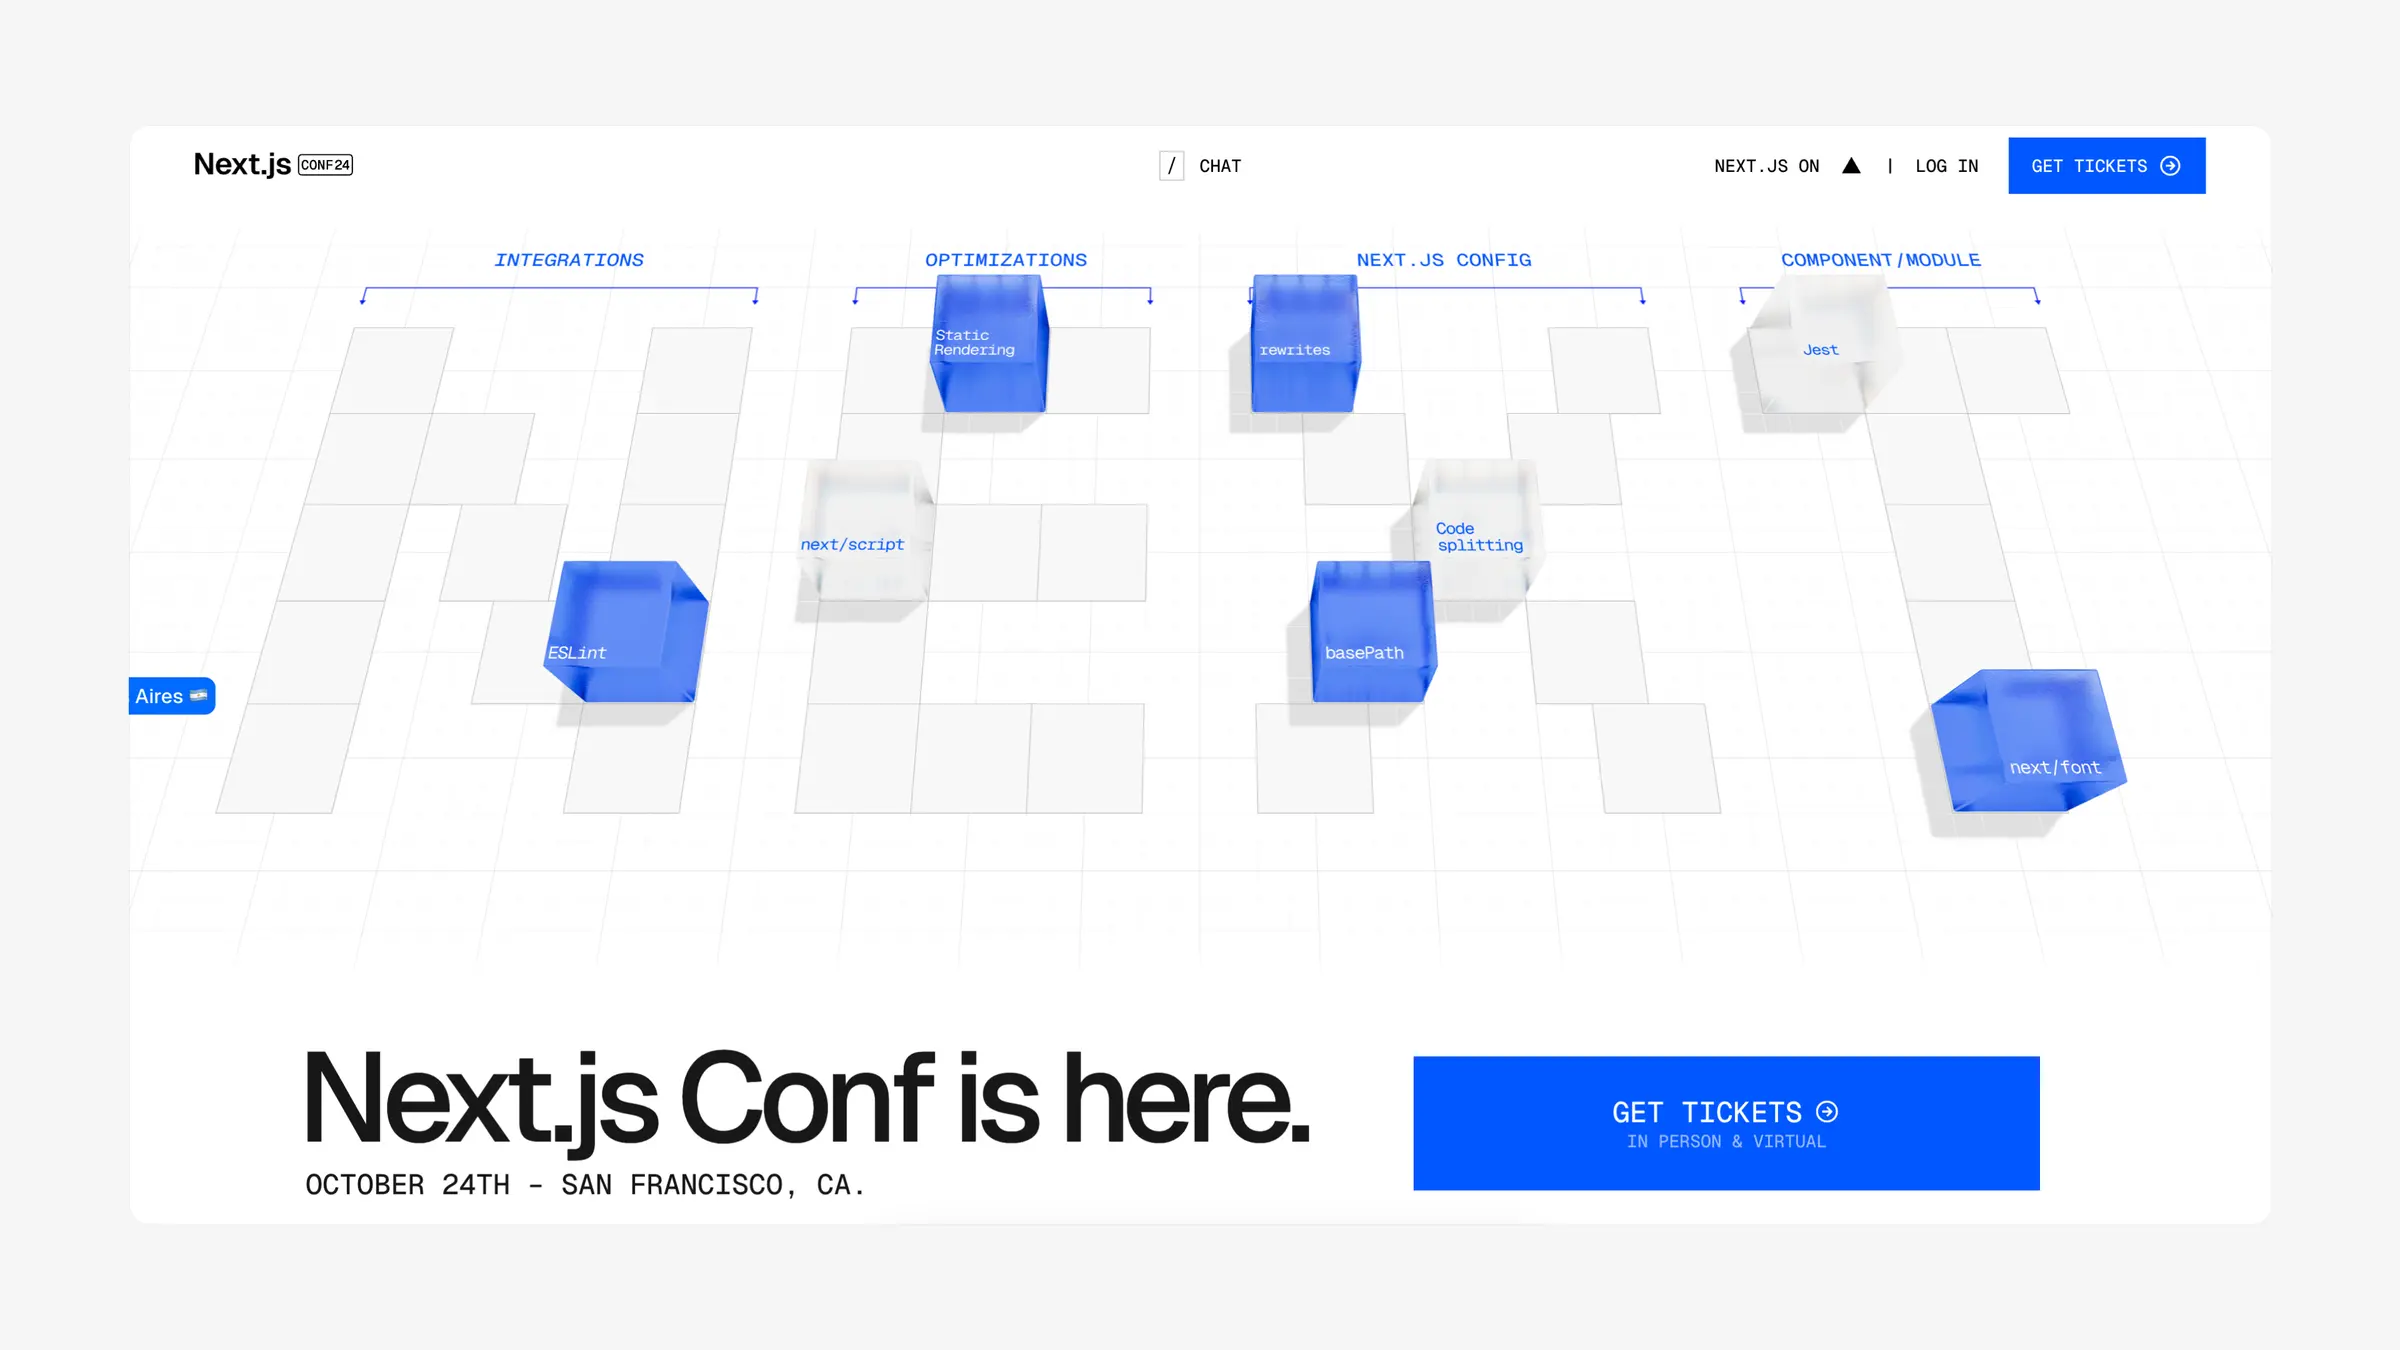 Next.js CONF24
/ CHAT
NEXT.JS ON
|
LOG IN
GET TICKETS
INTEGRATIONS
OPTIMIZATIONS
NEXT.JS CONFIG
COMPONENT/MODULE
Static
Rendering
rewrites
Jest
next/script
Code
splitting
ESLint
basePath
Aires 🇦🇷
next/font
Next.js Conf is here.
OCTOBER 24TH – SAN FRANCISCO, CA.
GET TICKETS
IN PERSON & VIRTUAL